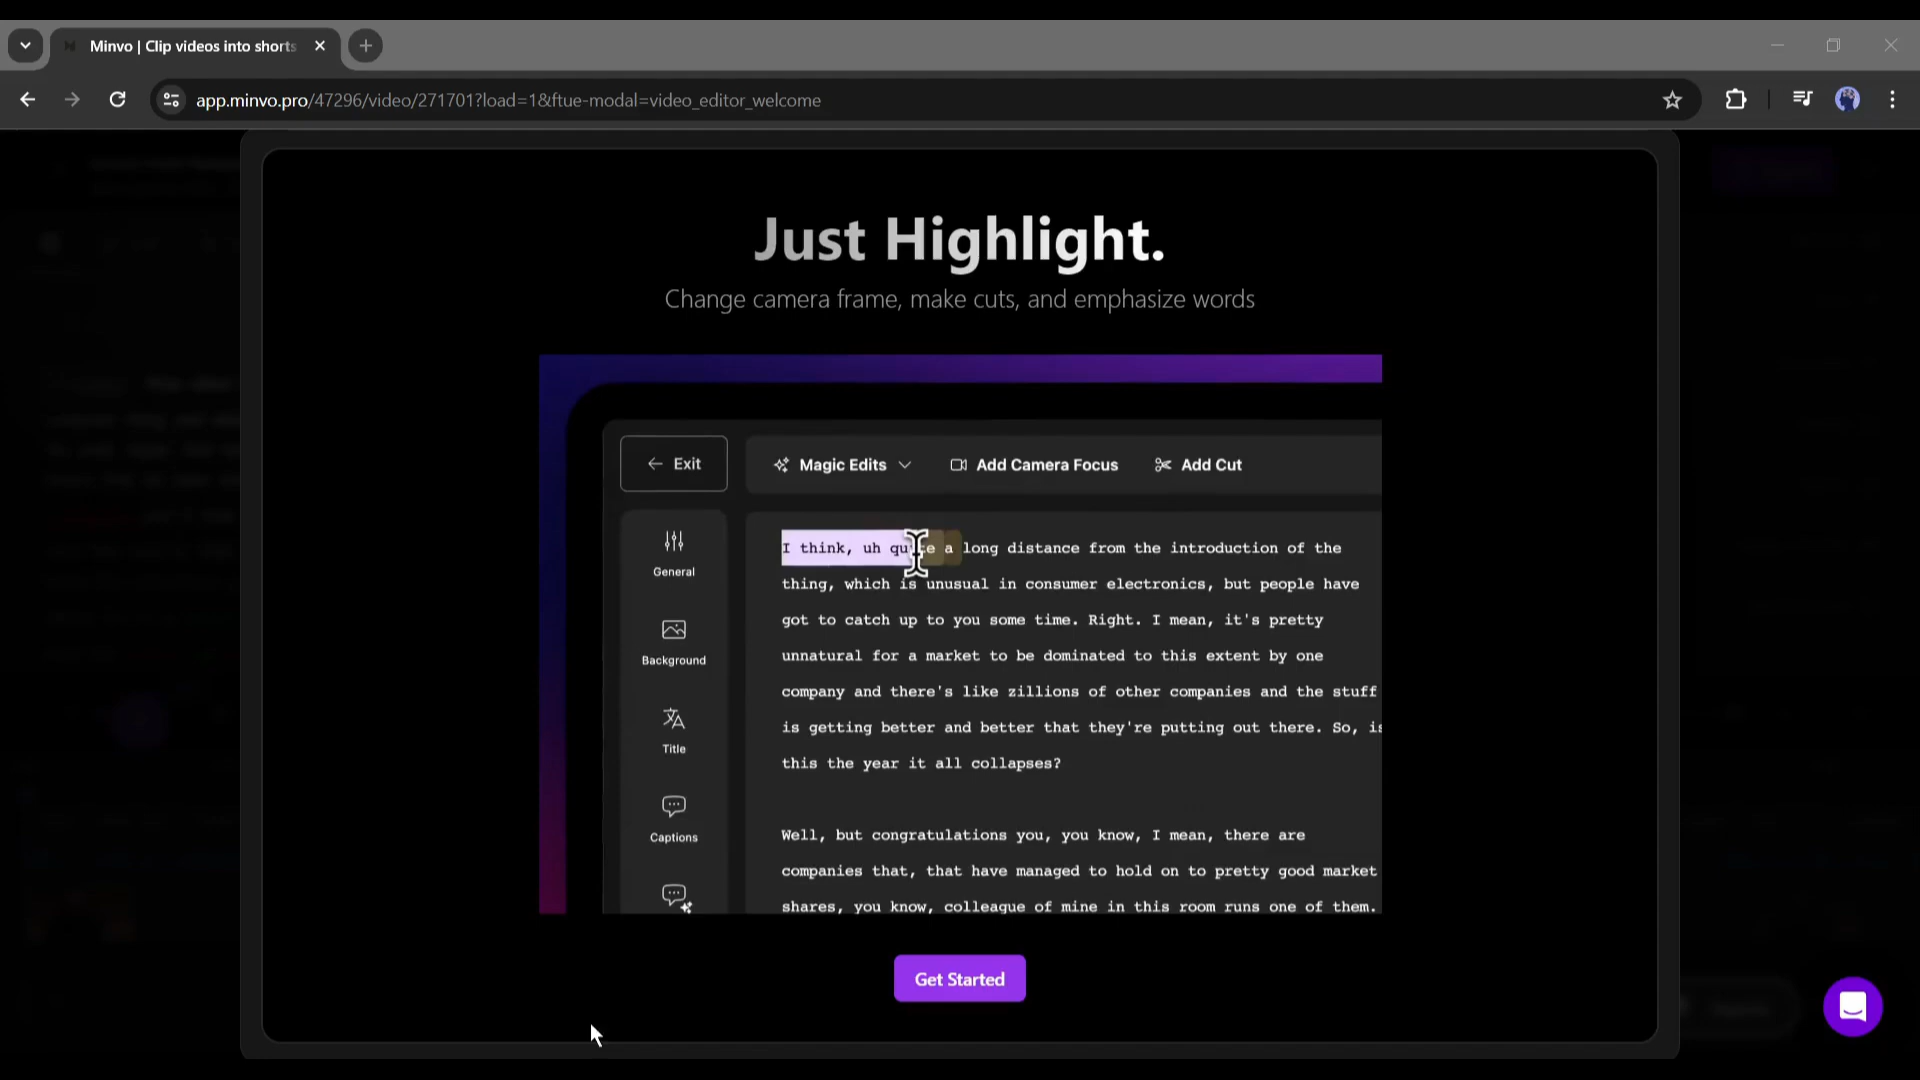 Minvo | Clip videos into shorts
app.minvo.pro/47296/video/271701?load=1&ftue-modal=video_editor_welcome
Just Highlight.
Change camera frame, make cuts, and emphasize words
Exit
Magic Edits
Add Camera Focus
Add Cut
General
Background
Title
Captions
I think, uh quite a long distance from the introduction of the
thing, which is unusual in consumer electronics, but people have
got to catch up to you some time. Right. I mean, it's pretty
unnatural for a market to be dominated to this extent by one
company and there's like zillions of other companies and the stuff
is getting better and better that they're putting out there. So, is
this the year it all collapses?
Well, but congratulations you, you know, I mean, there are
companies that, that have managed to hold on to pretty good market
shares, you know, colleague of mine in this room runs one of them.
Get Started